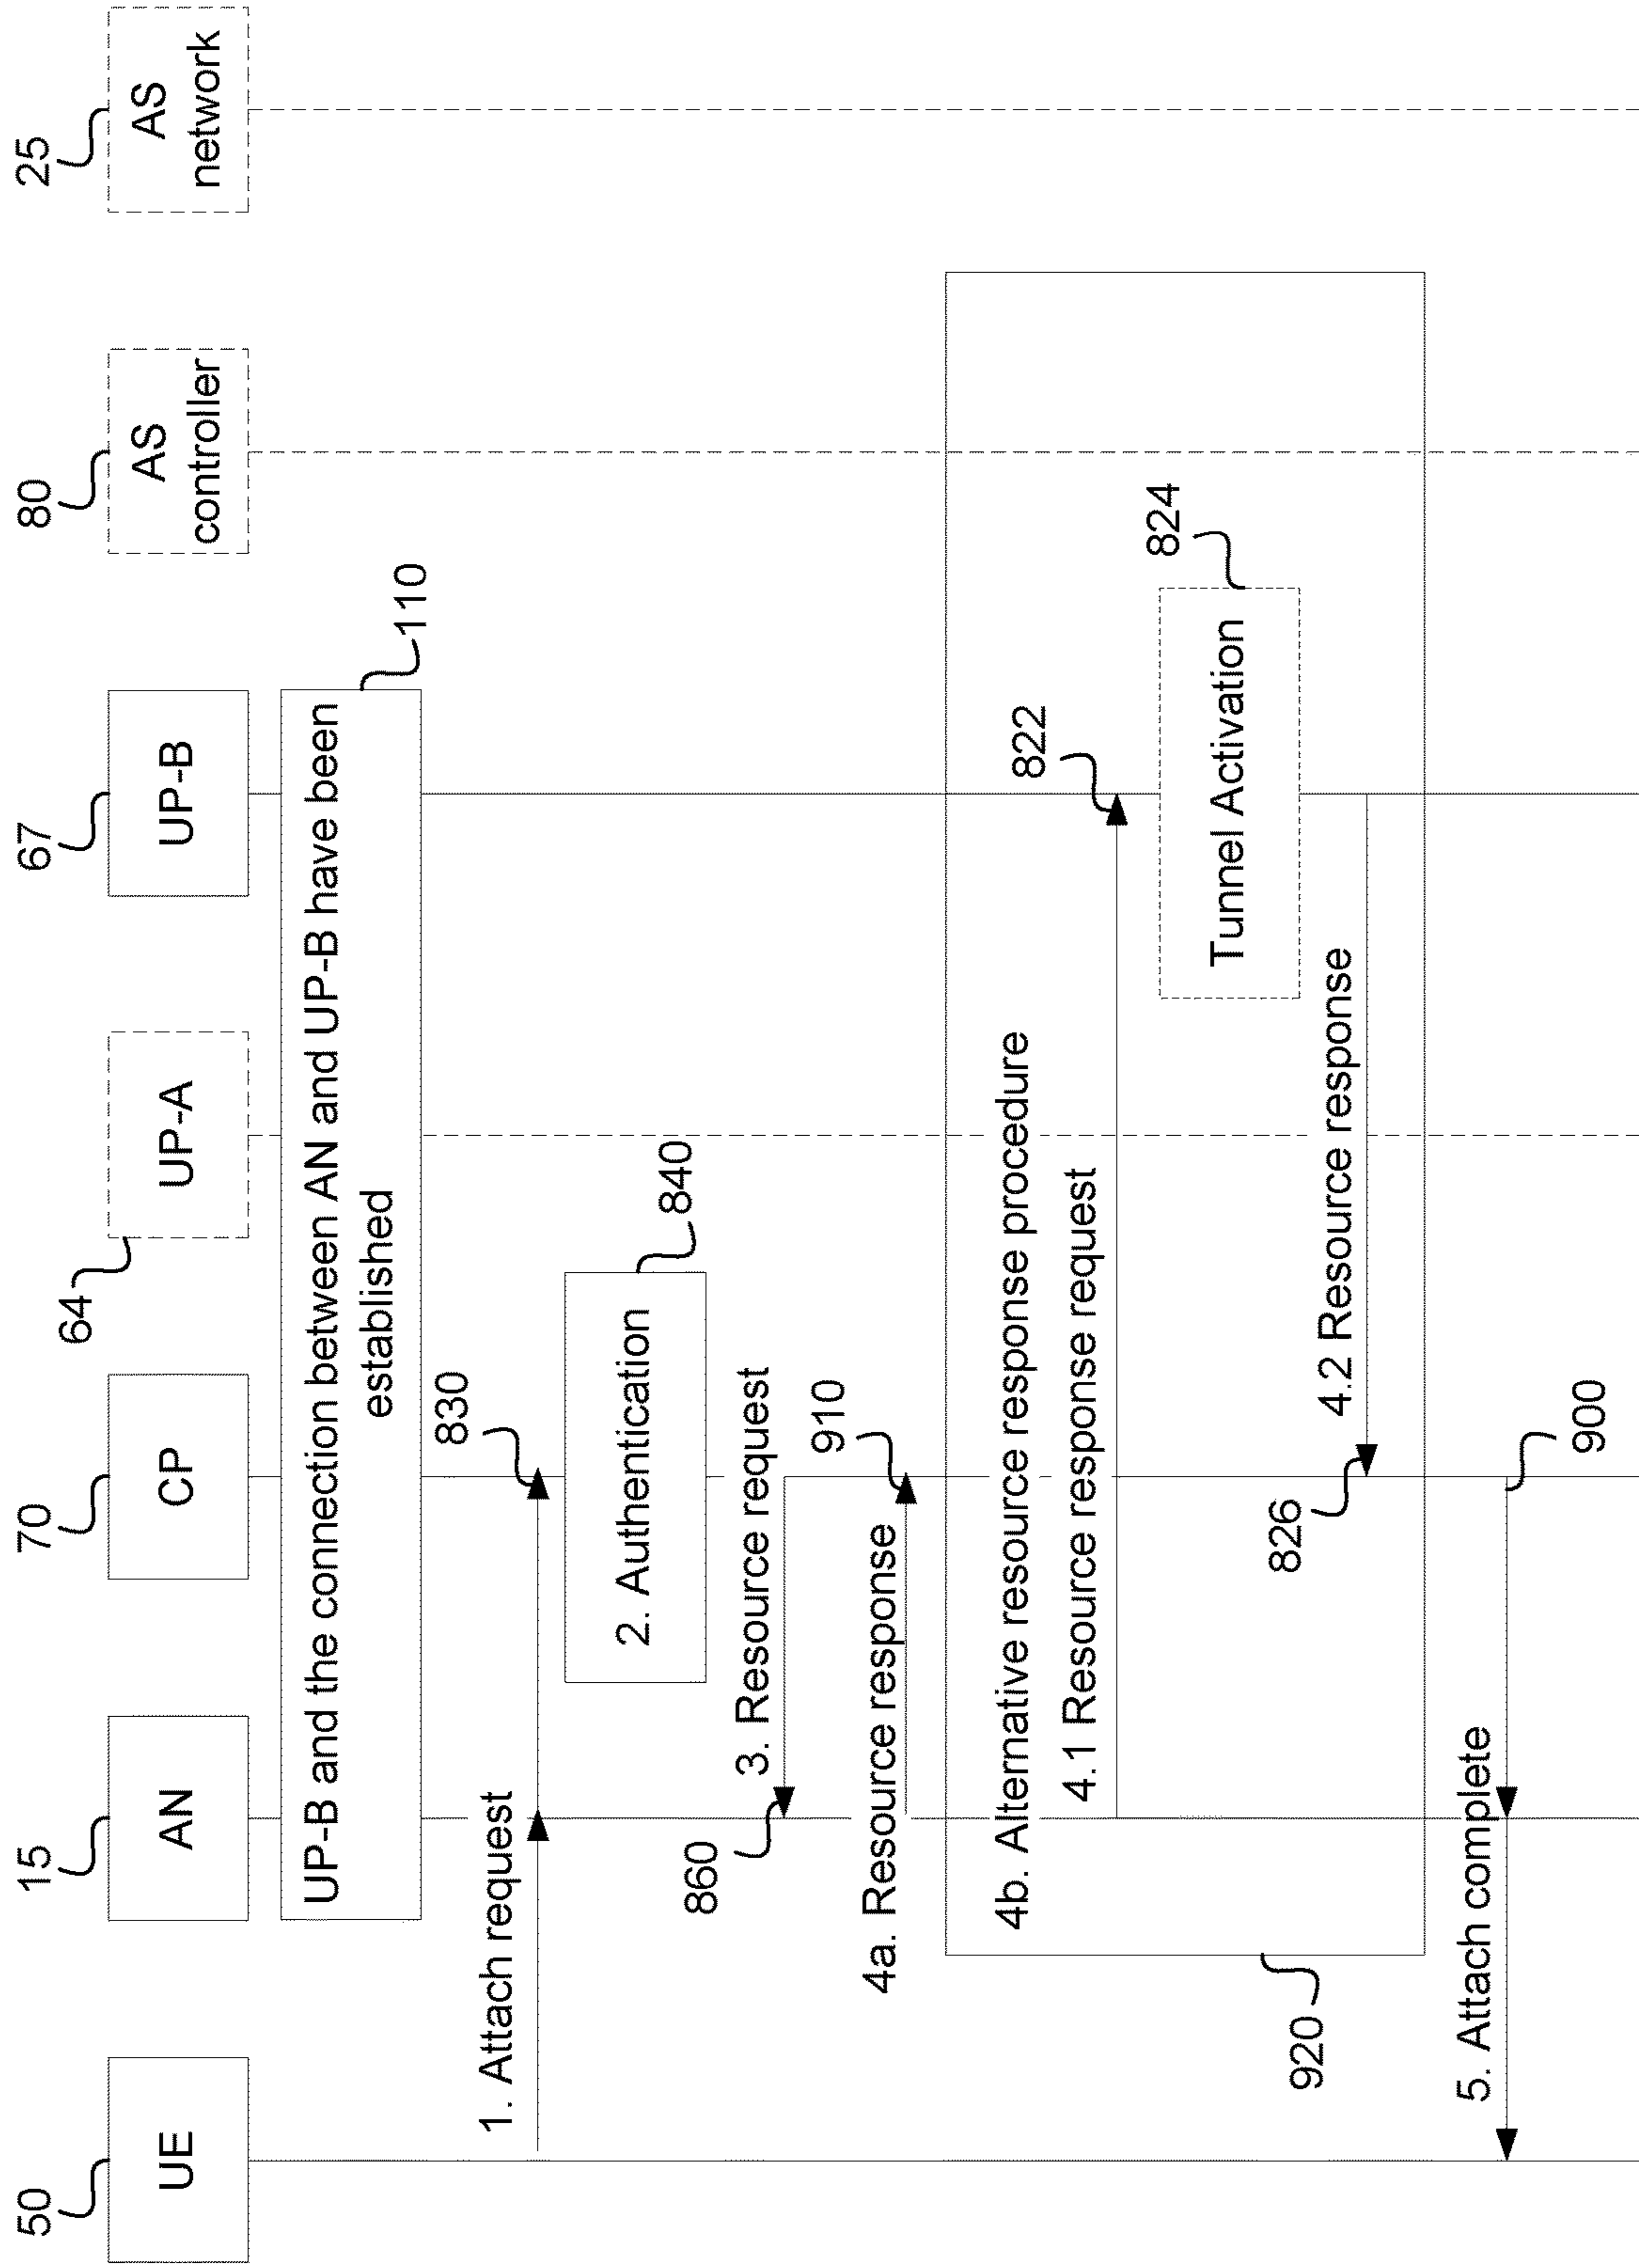 50
15
70
64
67
80
25
UE
AN
CP
UP-A
UP-B
AS
controller
AS
network
UP-B and the connection between AN and UP-B have been
established
110
1. Attach request
830
2. Authentication
840
3. Resource request
860
4a. Resource response
910
4b. Alternative resource response procedure
4.1 Resource response request
822
Tunnel Activation
824
4.2 Resource response
826
920
5. Attach complete
900